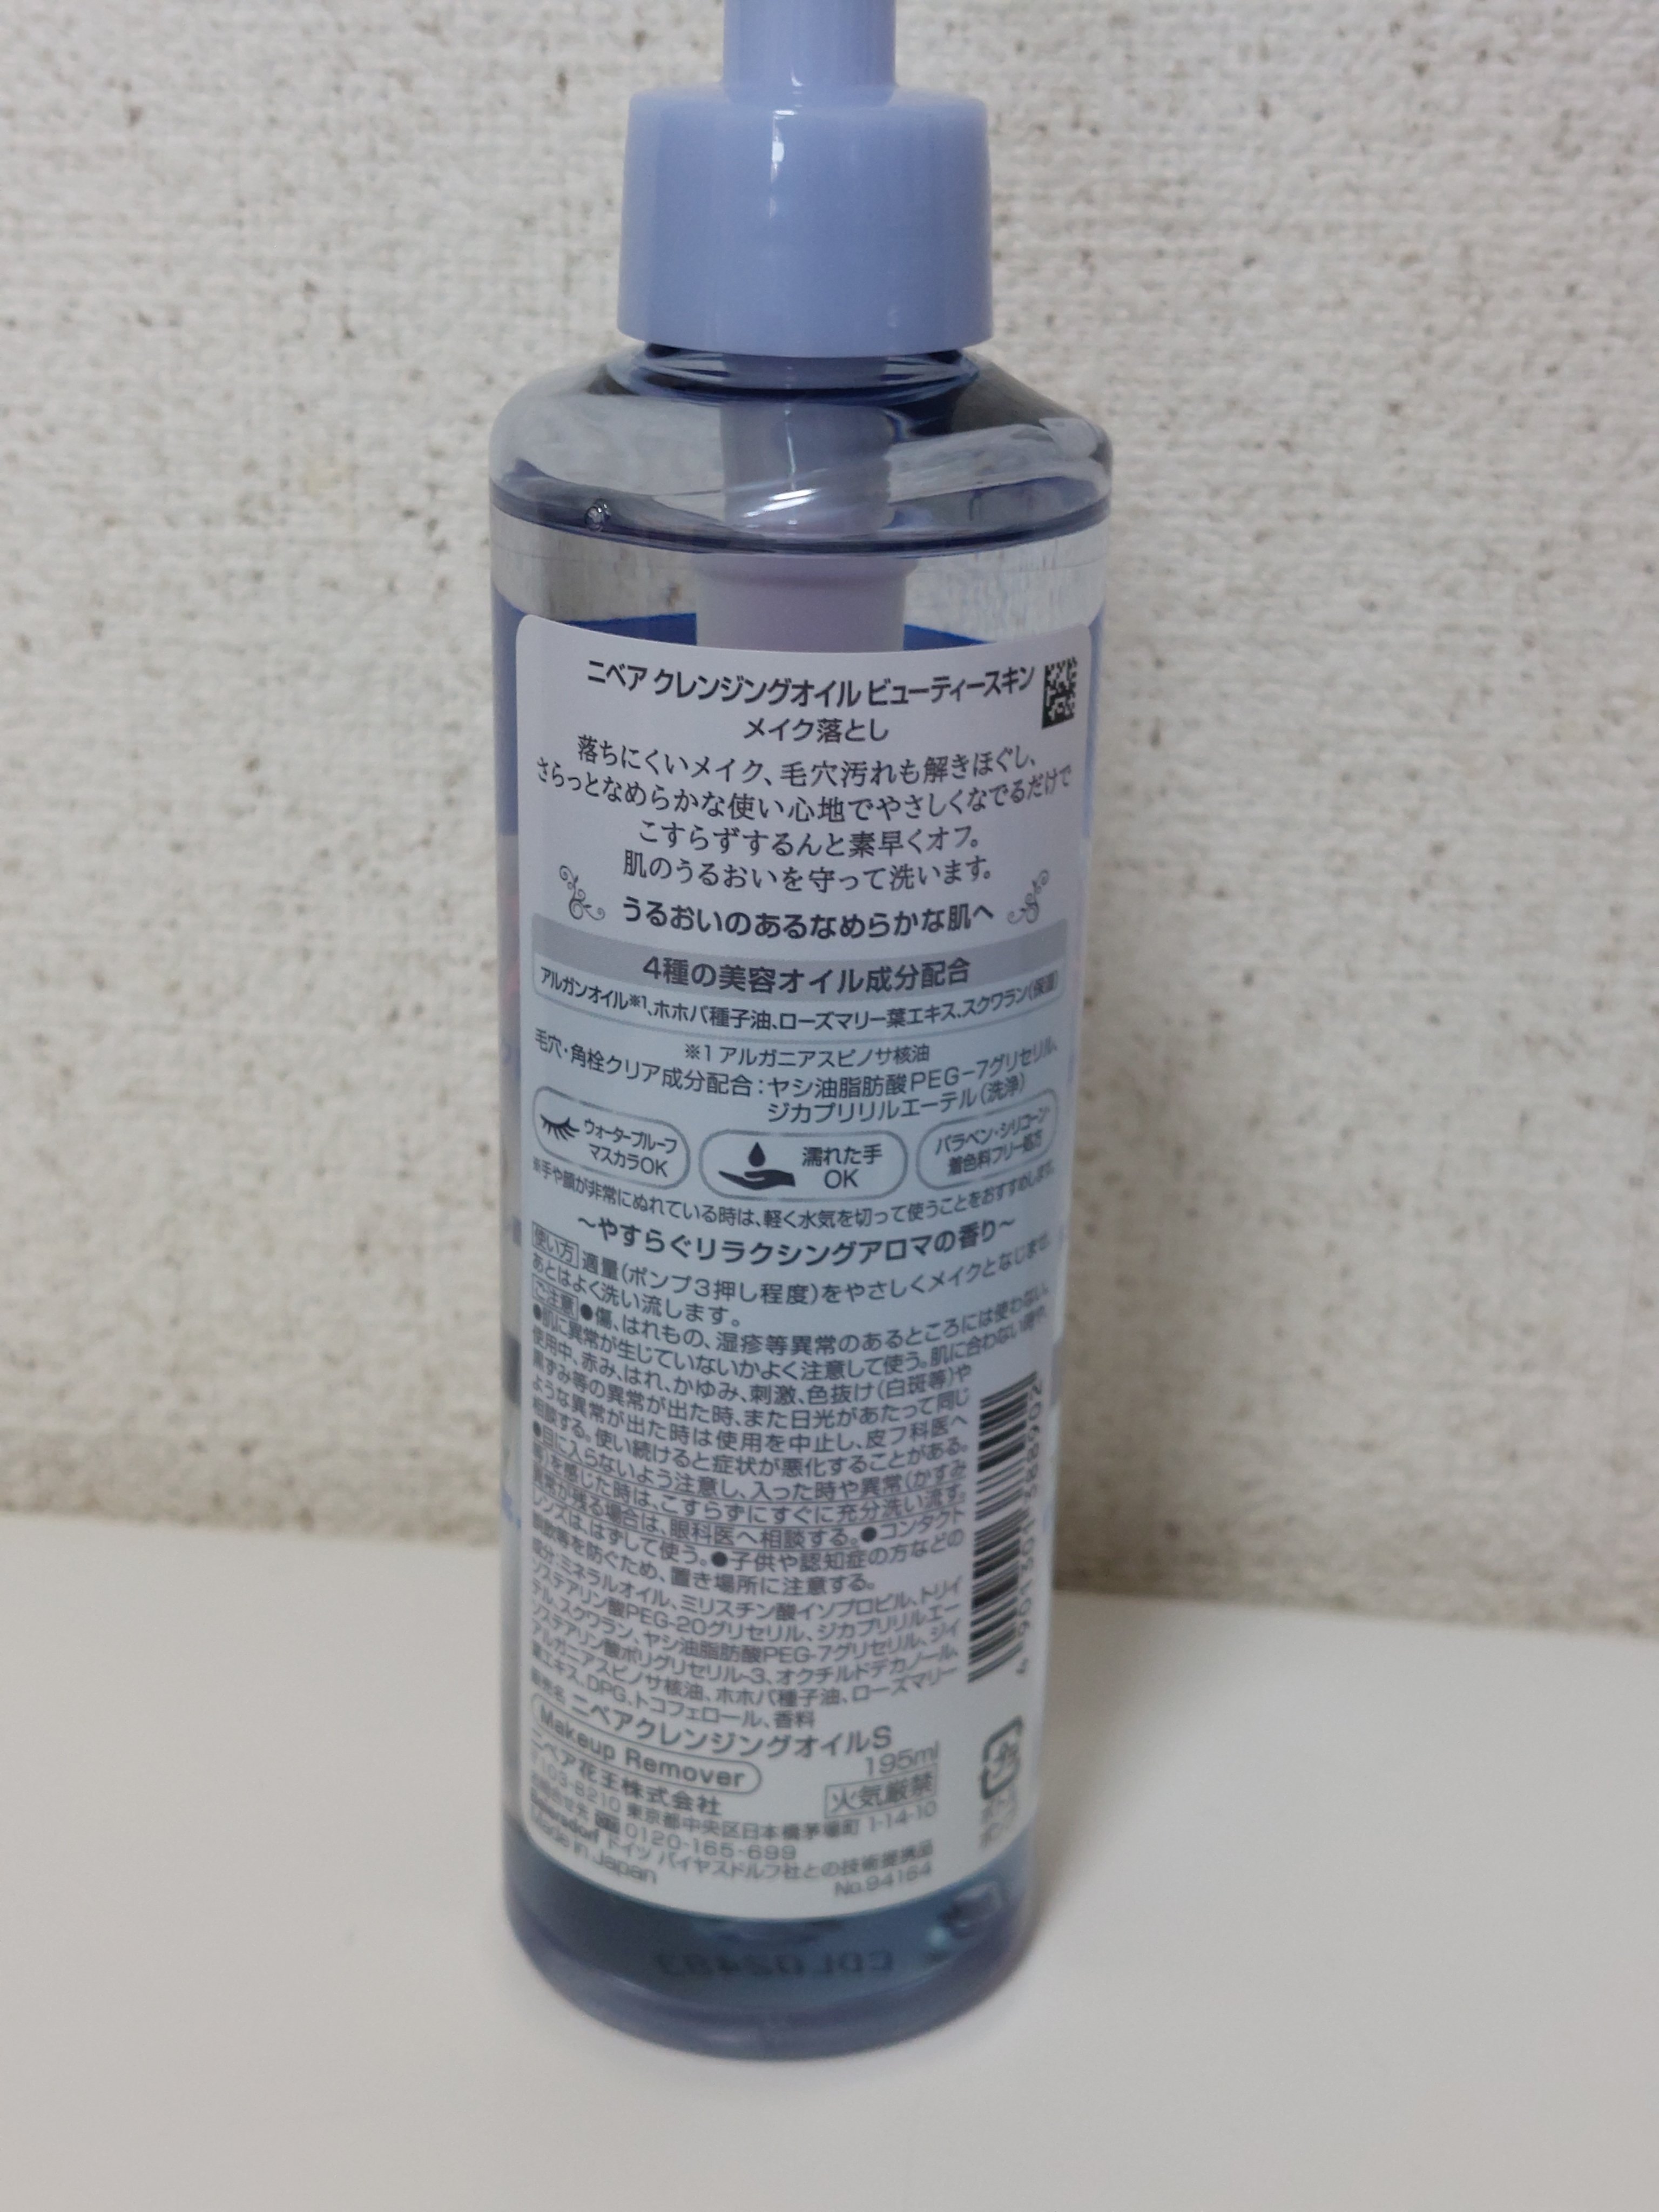 ニベア クレンジングオイル ビューティースキン
メイク落とし
落ちにくいメイク、毛穴汚れも解きほぐし、
さらっとなめらかな使い心地でやさしくなでるだけで
こすらずするんと素早くオフ。
肌のうるおいを守って洗います。
うるおいのあるなめらかな肌へ
4種の美容オイル成分配合
アルガンオイル※1、ホホバ種子油、ローズマリー葉エキス、スクワラン(保湿)
※1 アルガニアスピノサ核油
毛穴・角栓クリア成分配合:ヤシ油脂肪酸PEG-7グリセリル、
ジカプリリルエーテル(洗浄)
ウォータープルーフ
マスカラOK
濡れた手
OK
パラベン・シリコーン・
着色料フリー処方
※手や顔が非常にぬれている時は、軽く水気を切って使うことをおすすめします。
～やすらぐリラクシングアロマの香り～
使い方 適量(ポンプ3押し程度)をやさしくメイクとなじませ、
あとはよく洗い流します。
ご注意 ●傷、はれもの、湿疹等異常のあるところには使わない。
●肌に異常が生じていないかよく注意して使う。肌に合わない時や、
使用中、赤み、はれ、かゆみ、刺激、色抜け(白斑等)や
黒ずみ等の異常が出た時、また日光があたって同じ
ような異常が出た時は使用を中止し、皮フ科医へ
相談する。使い続けると症状が悪化することがある。
●目に入らないよう注意し、入った時や異常(かすみ
等)を感じた時は、こすらずにすぐに充分洗い流す。
異常が残る場合は、眼科医へ相談する。●コンタクト
レンズは、はずして使う。●子供や認知症の方などの
誤飲等を防ぐため、置き場所に注意する。
成分:ミネラルオイル、ミリスチン酸イソプロピル、トリイ
ソステアリン酸PEG-20グリセリル、ジカプリリルエー
テル、スクワラン、ヤシ油脂肪酸PEG-7グリセリル、ジイ
ソステアリン酸ポリグリセリル-3、オクチルドデカノール、
アルガニアスピノサ核油、ホホバ種子油、ローズマリー
葉エキス、DPG、トコフェロール、香料
販売名 ニベアクレンジングオイルS
Makeup Remover
195ml
ニベア花王株式会社
火気厳禁
〒103-8210 東京都中央区日本橋茅場町 1-14-10
お問合せ先 0120-165-699
Beiersdorf ドイツ バイヤスドルフ社との技術提携品
Made in Japan
No.94164